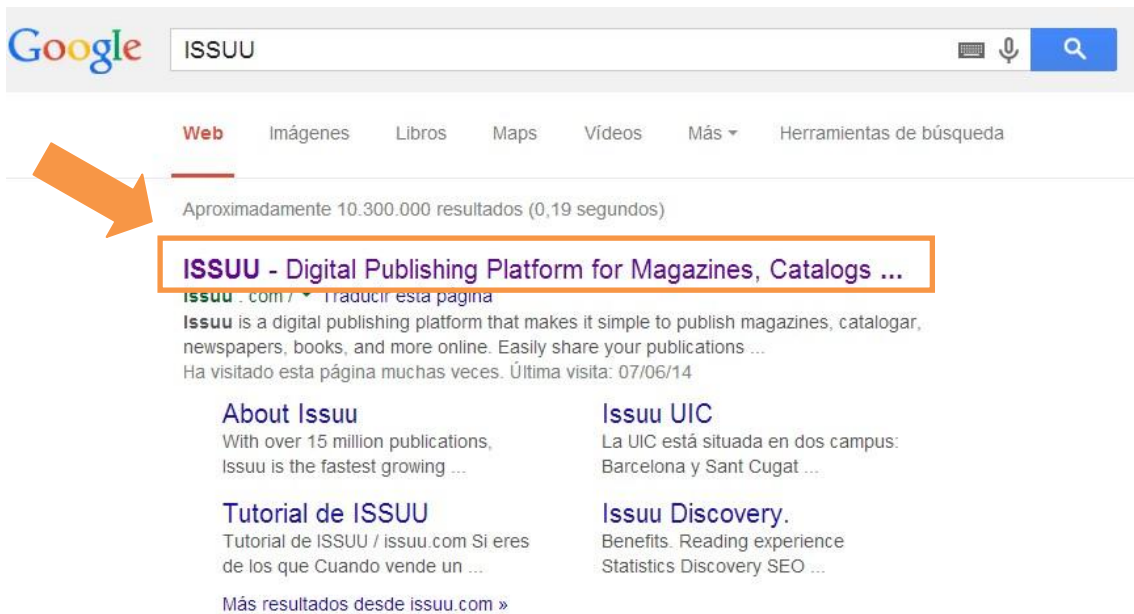 Google ISSUU
Web Imágenes Libros Maps Vídeos Más Herramientas de búsqueda
Aproximadamente 10.300.000 resultados (0,19 segundos)
ISSUU - Digital Publishing Platform for Magazines, Catalogs ...
issuu . com / Traducir esta página
Issuu is a digital publishing platform that makes it simple to publish magazines, catalogar,
newspapers, books, and more online. Easily share your publications ...
Ha visitado esta página muchas veces. Última visita: 07/06/14
About Issuu
With over 15 million publications,
Issuu is the fastest growing ...
Issuu UIC
La UIC está situada en dos campus:
Barcelona y Sant Cugat ...
Tutorial de ISSUU
Tutorial de ISSUU / issuu.com Si eres
de los que Cuando vende un ...
Issuu Discovery.
Benefits. Reading experience
Statistics Discovery SEO ...
Más resultados desde issuu.com »